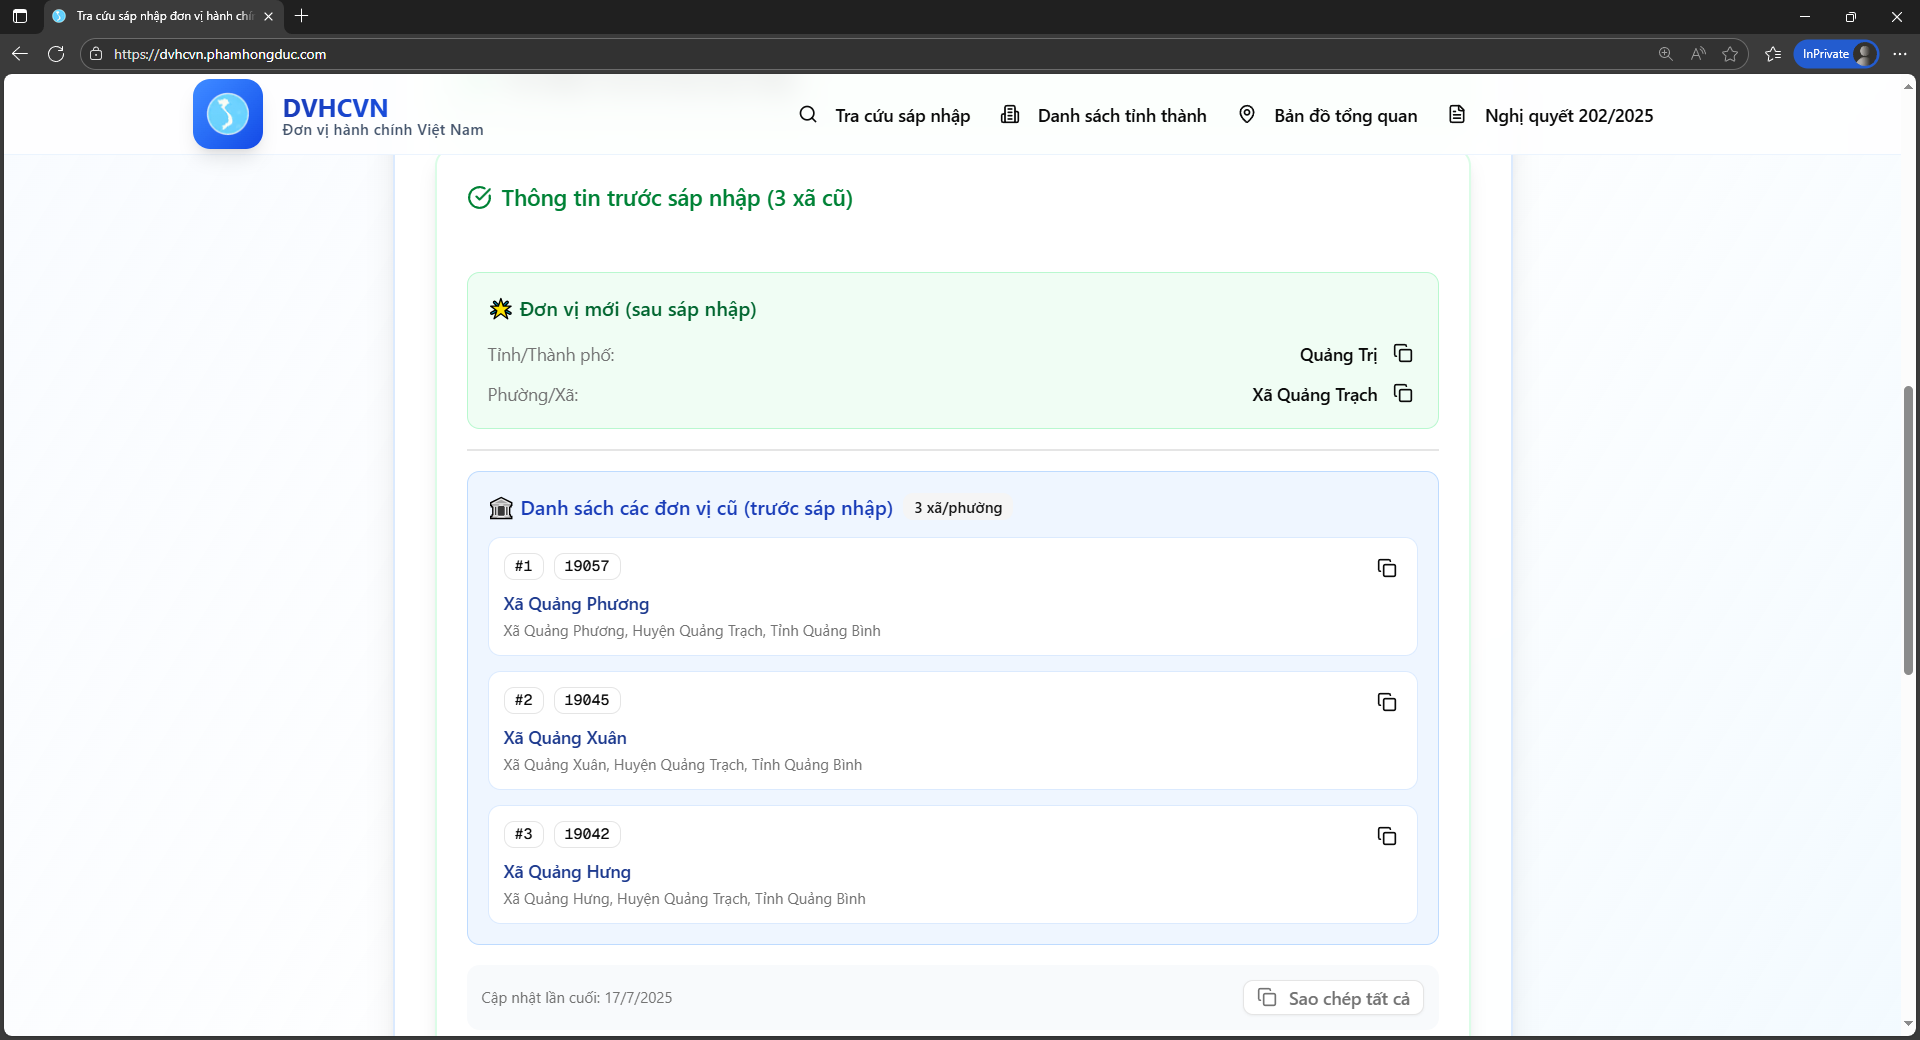 Tra cứu sáp nhập đơn vị hành chí
https://dvhcvn.phamhongduc.com
InPrivate
DVHCVN
Đơn vị hành chính Việt Nam
Tra cứu sáp nhập
Danh sách tỉnh thành
Bản đồ tổng quan
Nghị quyết 202/2025
Thông tin trước sáp nhập (3 xã cũ)
Đơn vị mới (sau sáp nhập)
Tỉnh/Thành phố:
Quảng Trị
Phường/Xã:
Xã Quảng Trạch
Danh sách các đơn vị cũ (trước sáp nhập)
3 xã/phường
#1 19057
Xã Quảng Phương
Xã Quảng Phương, Huyện Quảng Trạch, Tỉnh Quảng Bình
#2 19045
Xã Quảng Xuân
Xã Quảng Xuân, Huyện Quảng Trạch, Tỉnh Quảng Bình
#3 19042
Xã Quảng Hưng
Xã Quảng Hưng, Huyện Quảng Trạch, Tỉnh Quảng Bình
Cập nhật lần cuối: 17/7/2025
Sao chép tất cả